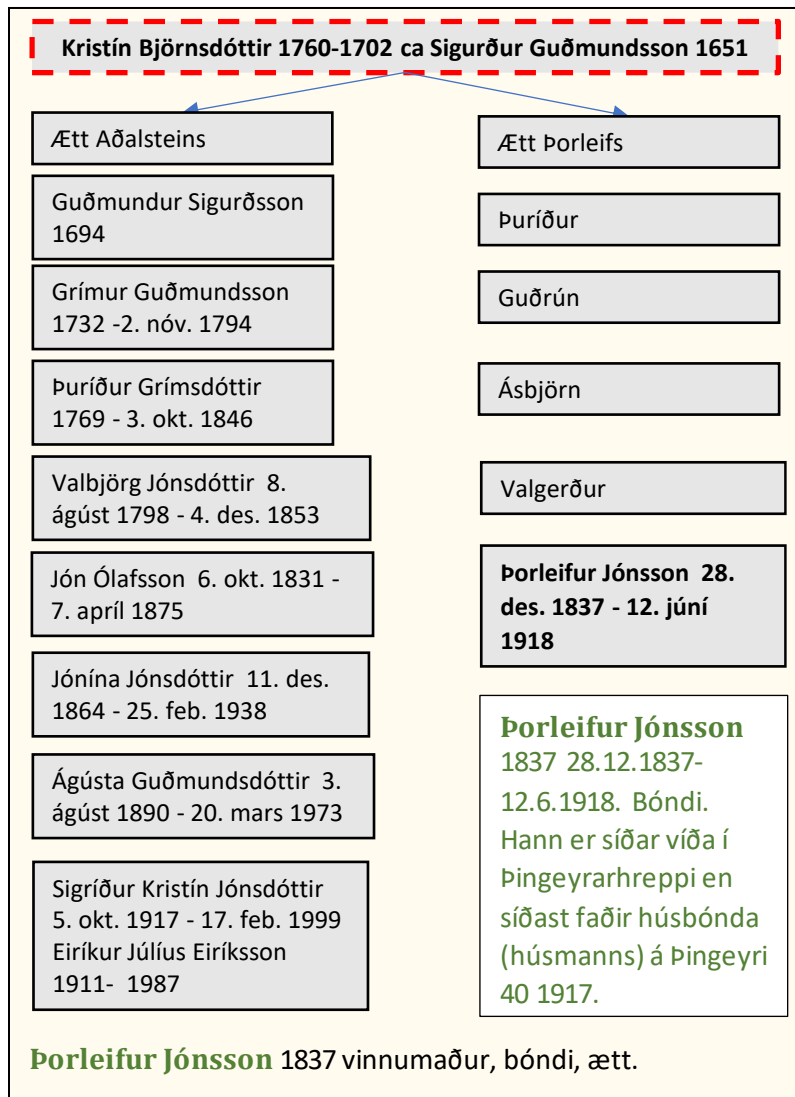 Kristín Björnsdóttir 1760-1702 ca Sigurður Guðmundsson 1651
Ætt Aðalsteins
Guðmundur Sigurðsson
1694
Grímur Guðmundsson
1732 -2. nóv. 1794
Þuríður Grímsdóttir
1769 - 3. okt. 1846
Valbjörg Jónsdóttir 8.
ágúst 1798 - 4. des. 1853
Jón Ólafsson 6. okt. 1831 -
7. apríl 1875
Jónína Jónsdóttir 11. des.
1864 - 25. feb. 1938
Ágústa Guðmundsdóttir 3.
ágúst 1890 - 20. mars 1973
Sigríður Kristín Jónsdóttir
5. okt. 1917 - 17. feb. 1999
Eiríkur Júlíus Eiríksson
1911- 1987
Ætt Þorleifs
Þuríður
Guðrún
Ásbjörn
Valgerður
Þorleifur Jónsson 28.
des. 1837 - 12. júní
1918
Þorleifur Jónsson
1837 28.12.1837-
12.6.1918. Bóndi.
Hann er síðar víða í
Þingeyrarhreppi en
síðast faðir húsbónda
(húsmanns) á Þingeyri
40 1917.
Þorleifur Jónsson 1837 vinnumaður, bóndi, ætt.